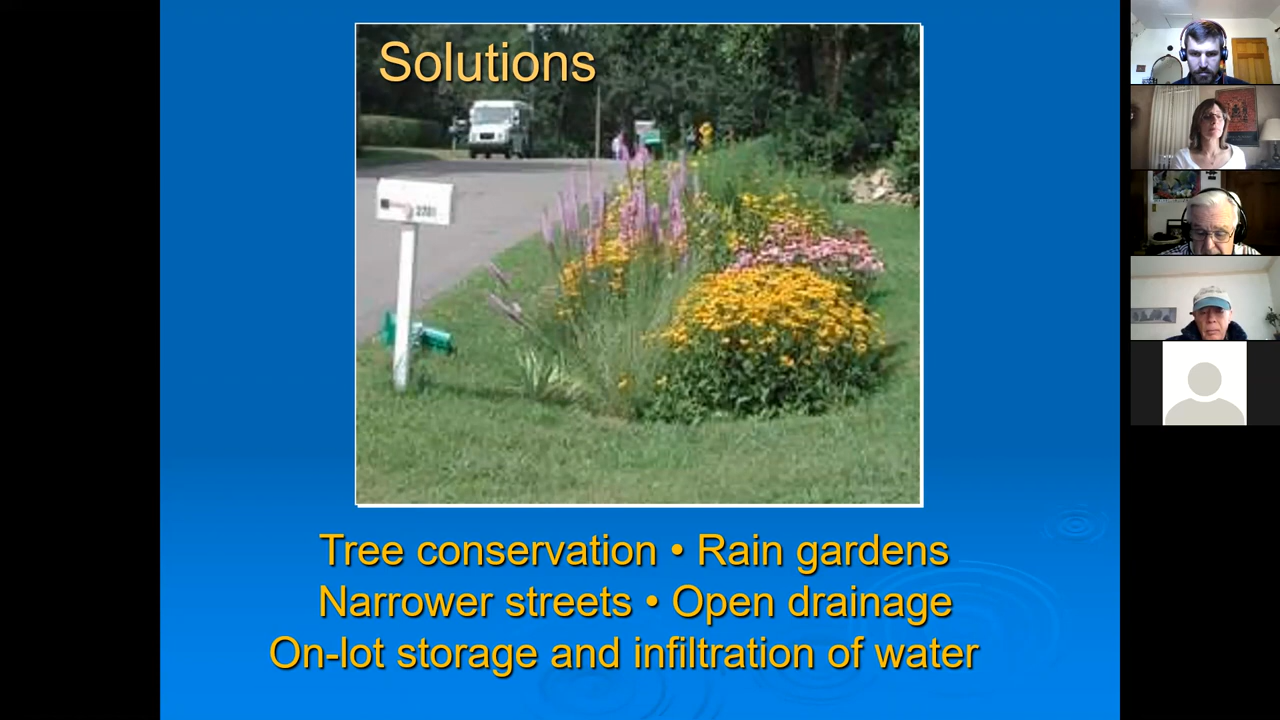 Solutions
Tree conservation • Rain gardens
Narrower streets • Open drainage
On-lot storage and infiltration of water